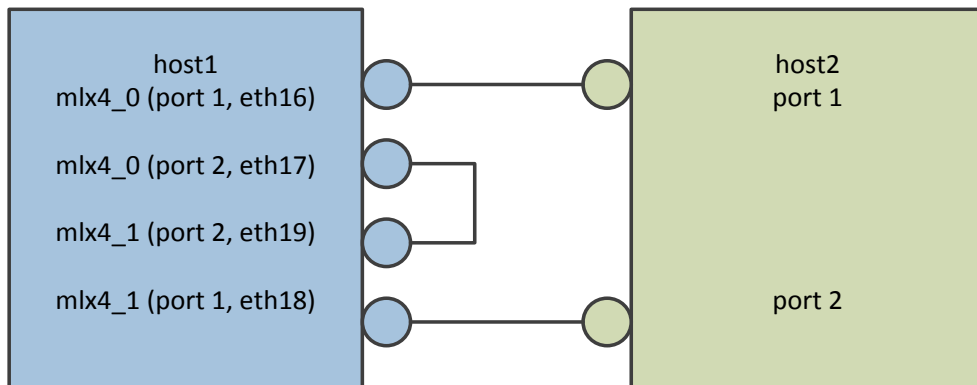 host1
mlx4_0 (port 1, eth16)
mlx4_0 (port 2, eth17)
mlx4_1 (port 2, eth19)
mlx4_1 (port 1, eth18)
host2
port 1
port 2